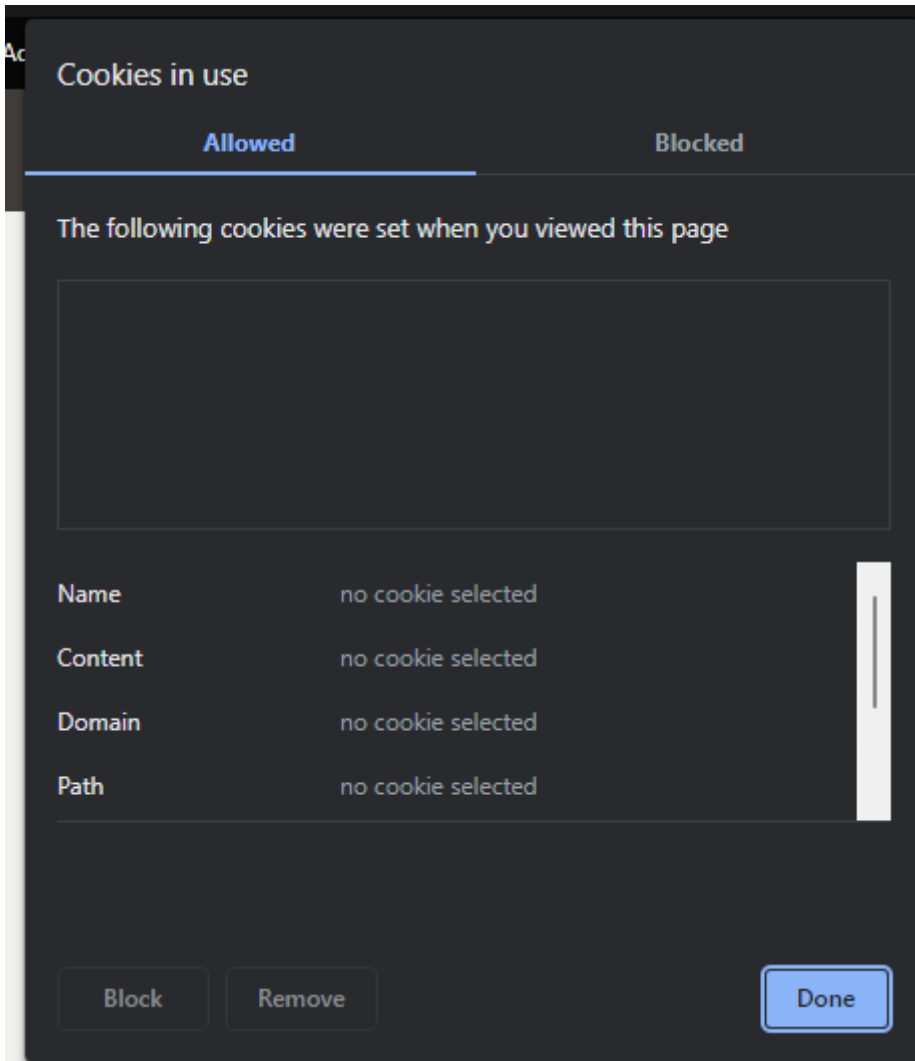 Ad
Cookies in use
Allowed Blocked
The following cookies were set when you viewed this page
Name no cookie selected
Content no cookie selected
Domain no cookie selected
Path no cookie selected
Block Remove Done